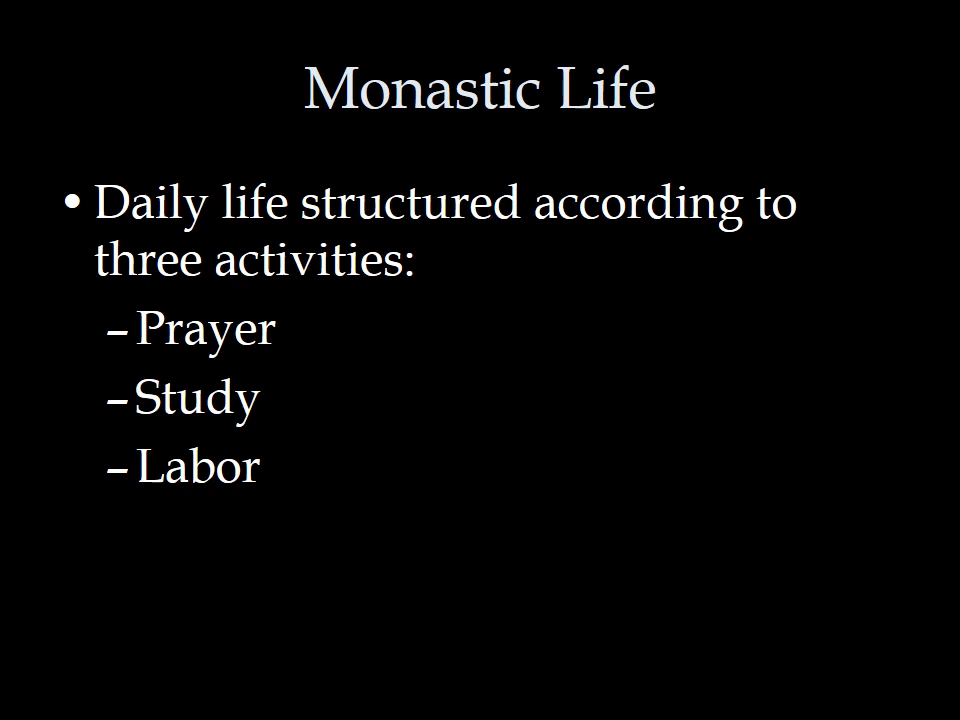 Monastic Life
• Daily life structured according to
three activities:
– Prayer
– Study
– Labor